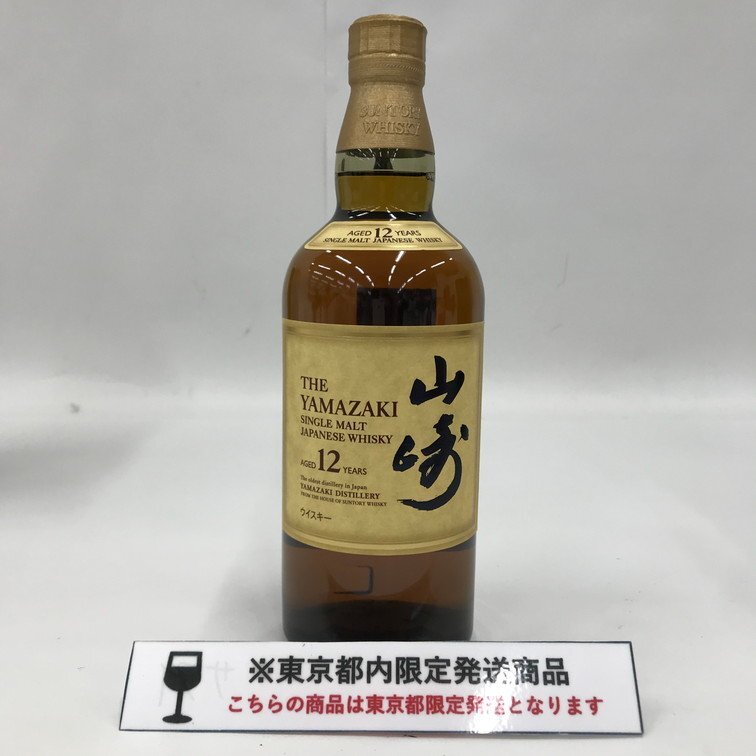 SUNTORY
WHISKY
AGED 12 YEARS
SINGLE MALT JAPANESE WHISKY
THE
YAMAZAKI
SINGLE MALT
JAPANESE WHISKY
AGED 12 YEARS
The oldest distillery in Japan
YAMAZAKI DISTILLERY
FROM THE HOUSE OF SUNTORY WHISKY
ウイスキー
山崎
※東京都内限定発送商品
こちらの商品は東京都限定発送となります